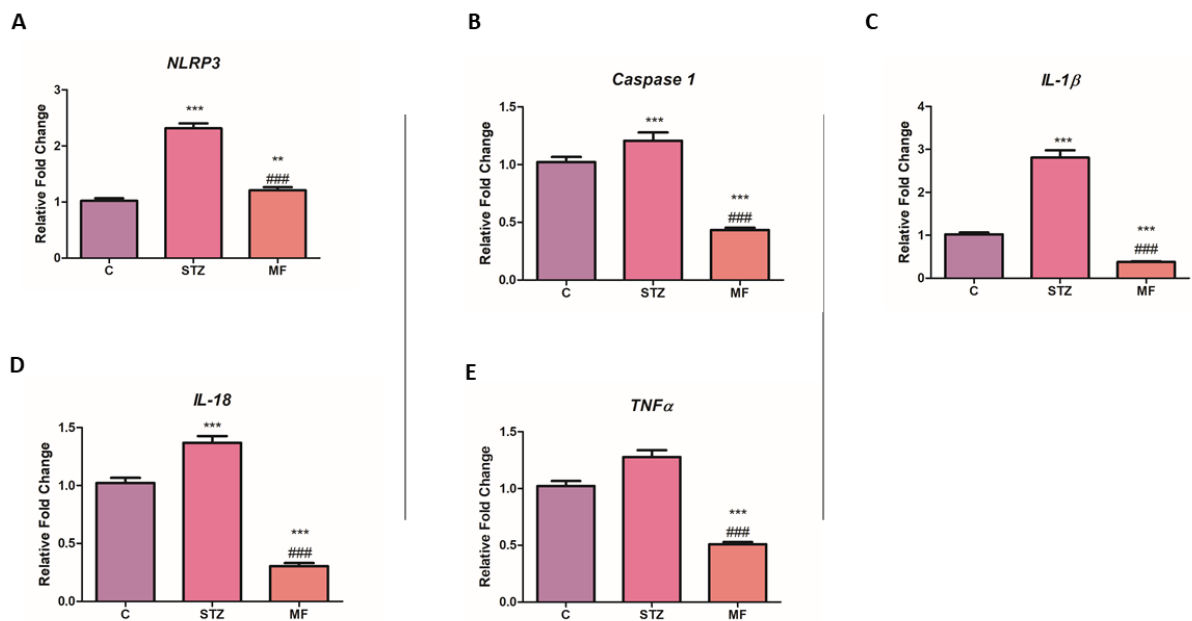 A
NLRP3
Relative Fold Change
3
2
1
0
***
**
###
C STZ MF
B
Caspase 1
Relative Fold Change
1.5
1.0
0.5
0.0
***
***
###
C STZ MF
C
IL-1β
Relative Fold Change
4
3
2
1
0
***
***
###
C STZ MF
D
IL-18
Relative Fold Change
1.5
1.0
0.5
0.0
***
***
###
C STZ MF
E
TNFα
Relative Fold Change
1.5
1.0
0.5
0.0
***
###
C STZ MF